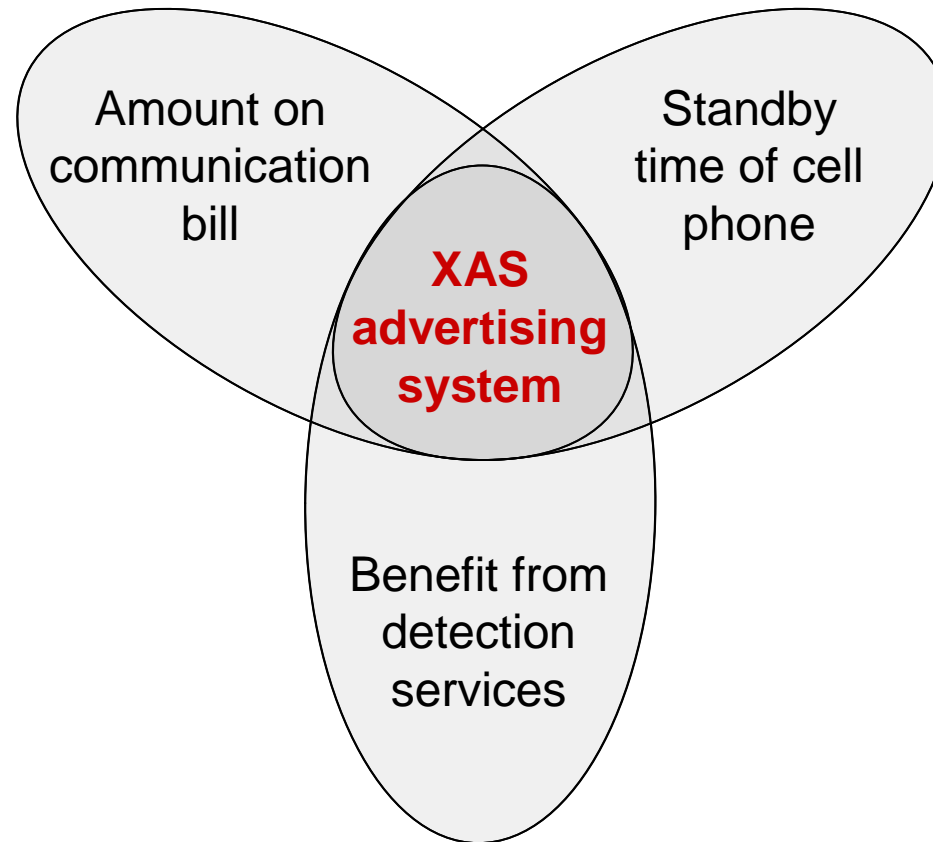 Amount on
communication
bill
Standby
time of cell
phone
XAS
advertising
system
Benefit from
detection
services